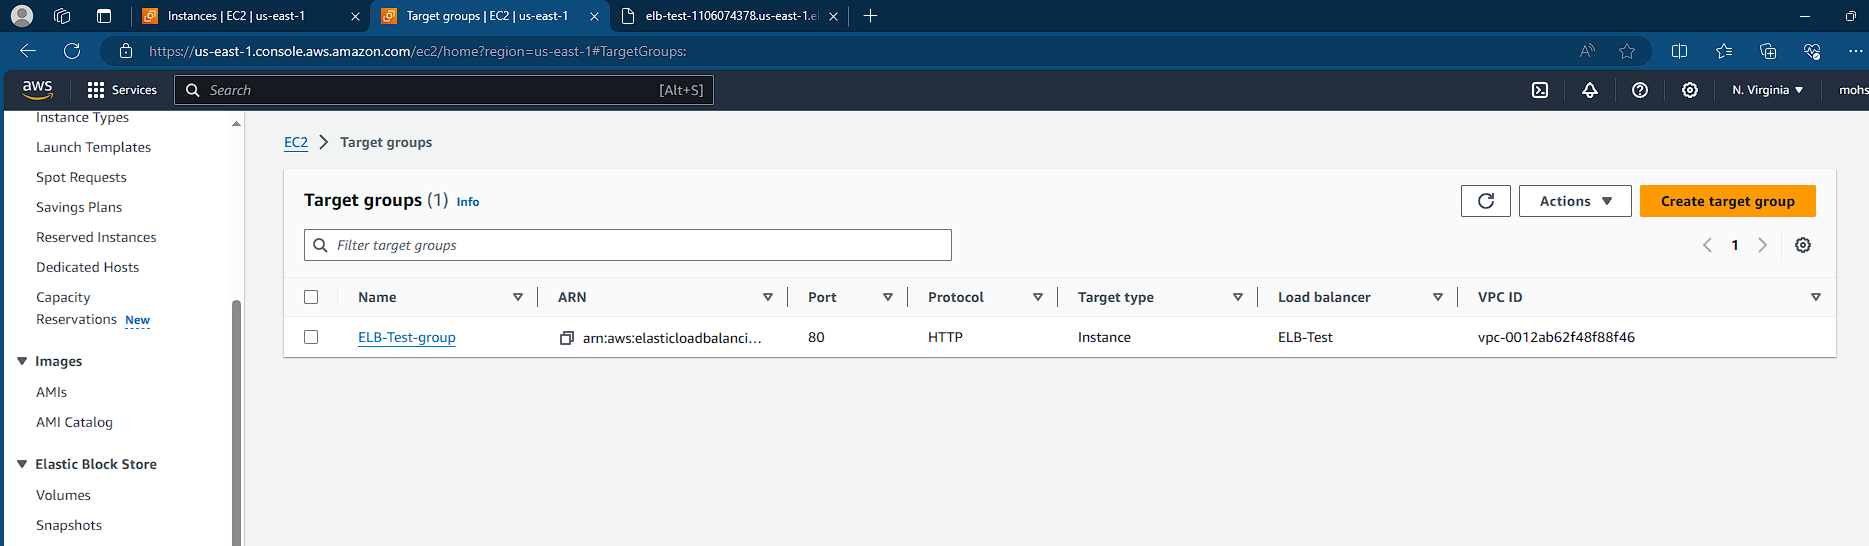 Instances | EC2 | us-east-1
Target groups | EC2 | us-east-1
elb-test-1106074378.us-east-1.el
https://us-east-1.console.aws.amazon.com/ec2/home?region=us-east-1#TargetGroups:
aws
Services
Search
[Alt+S]
N. Virginia
mohs
Instance Types
Launch Templates
Spot Requests
Savings Plans
Reserved Instances
Dedicated Hosts
Capacity
Reservations New
Images
AMIs
AMI Catalog
Elastic Block Store
Volumes
Snapshots
EC2 > Target groups
Target groups (1) Info
Actions
Create target group
Filter target groups
1
Name ARN Port Protocol Target type Load balancer VPC ID
ELB-Test-group arn:aws:elasticloadbalanci... 80 HTTP Instance ELB-Test vpc-0012ab62f48f88f46